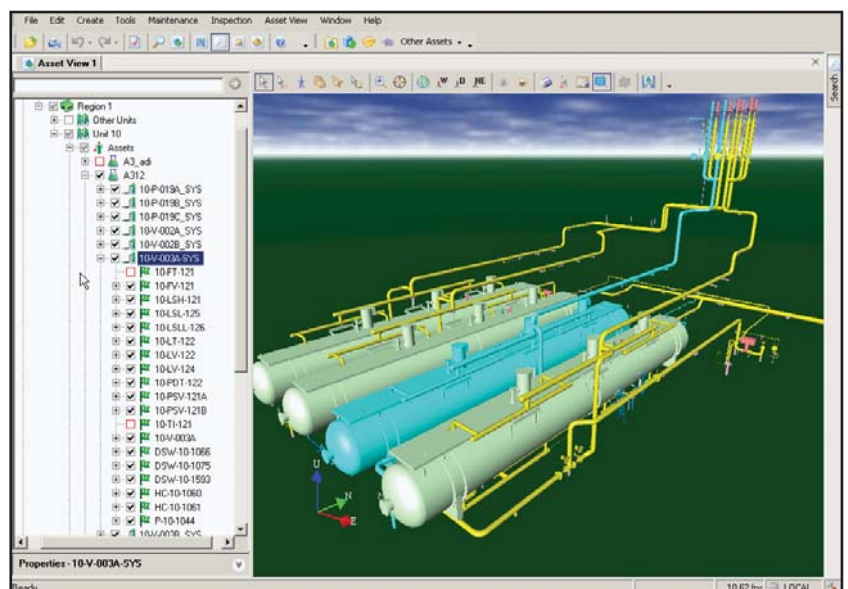 File Edit Create Tools Maintenance Inspection Asset View Window Help
Other Assets
Asset View 1
Search
W D NE
Region 1
Other Units
Unit 10
Assets
A3_adi
A312
10-P-019A_SYS
10-P-019B_SYS
10-P-019C_SYS
10-V-002A_SYS
10-V-002B_SYS
10-V-003A-SYS
10-FT-121
10-FV-121
10-LSH-121
10-LSL-125
10-LSLL-126
10-LT-122
10-LV-122
10-LV-124
10-PDT-122
10-PSV-121A
10-PSV-121B
10-TI-121
10-V-003A
DSW-10-1066
DSW-10-1075
DSW-10-1593
HC-10-1060
HC-10-1061
P-10-1044
10-V-003B_SYS
U
N
E
Properties - 10-V-003A-SYS
Ready
LOCAL